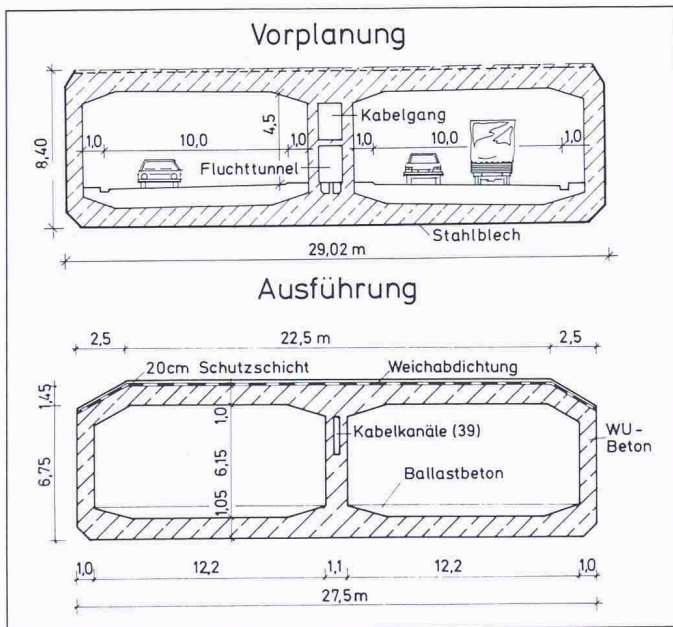 Vorplanung
8,40
1,0
10,0
1,0
4,5
Kabelgang
Fluchttunnel
1,0
10,0
1,0
Stahlblech
29,02 m
Ausführung
2,5
22,5 m
2,5
20cm Schutzschicht
Weichabdichtung
1,45
6,75
1,0
6,15
1,05
Kabelkanäle (39)
WU-
Beton
Ballastbeton
1,0
12,2
1,1
12,2
1,0
27,5 m